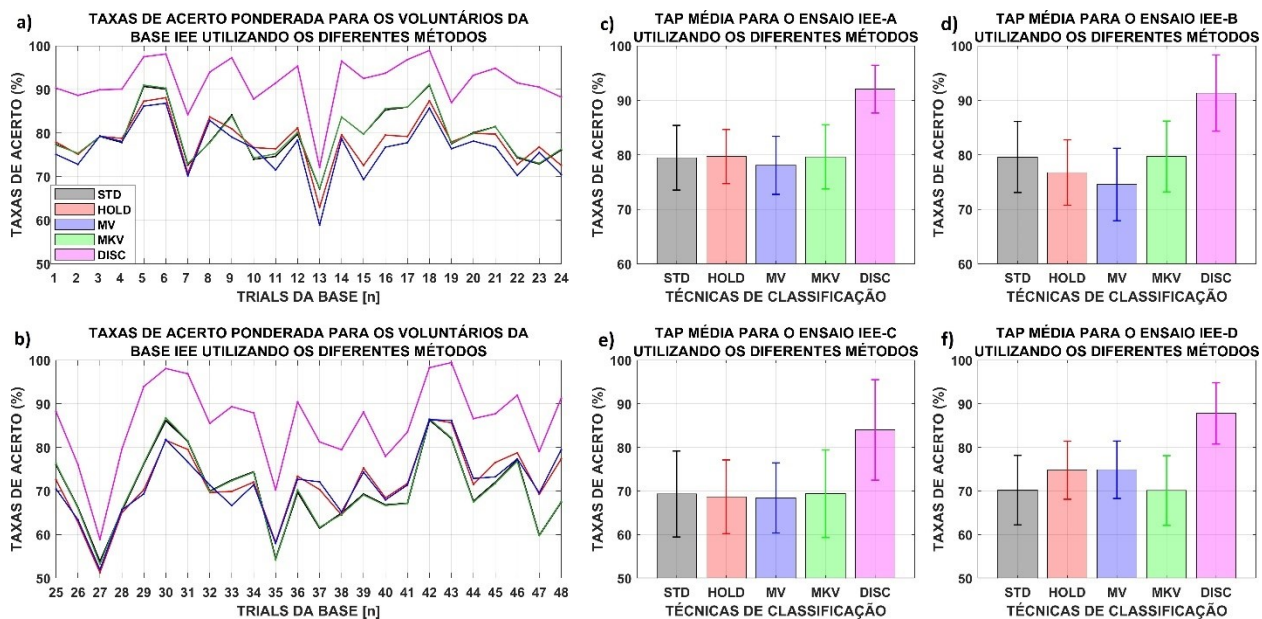 a)
TAXAS DE ACERTO PONDERADA PARA OS VOLUNTÁRIOS DA
BASE IEE UTILIZANDO OS DIFERENTES MÉTODOS
TAXAS DE ACERTO (%)
100
90
80
70
60
50
STD
HOLD
MV
MKV
DISC
1 2 3 4 5 6 7 8 9 10 11 12 13 14 15 16 17 18 19 20 21 22 23 24
TRIALS DA BASE [n]
c)
TAP MÉDIA PARA O ENSAIO IEE-A
UTILIZANDO OS DIFERENTES MÉTODOS
TAXAS DE ACERTO (%)
100
90
80
70
60
STD HOLD MV MKV DISC
TÉCNICAS DE CLASSIFICAÇÃO
d)
TAP MÉDIA PARA O ENSAIO IEE-B
UTILIZANDO OS DIFERENTES MÉTODOS
TAXAS DE ACERTO (%)
100
90
80
70
60
STD HOLD MV MKV DISC
TÉCNICAS DE CLASSIFICAÇÃO
b)
TAXAS DE ACERTO PONDERADA PARA OS VOLUNTÁRIOS DA
BASE IEE UTILIZANDO OS DIFERENTES MÉTODOS
TAXAS DE ACERTO (%)
100
90
80
70
60
50
25 26 27 28 29 30 31 32 33 34 35 36 37 38 39 40 41 42 43 44 45 46 47 48
TRIALS DA BASE [n]
e)
TAP MÉDIA PARA O ENSAIO IEE-C
UTILIZANDO OS DIFERENTES MÉTODOS
TAXAS DE ACERTO (%)
100
90
80
70
60
50
STD HOLD MV MKV DISC
TÉCNICAS DE CLASSIFICAÇÃO
f)
TAP MÉDIA PARA O ENSAIO IEE-D
UTILIZANDO OS DIFERENTES MÉTODOS
TAXAS DE ACERTO (%)
100
90
80
70
60
50
STD HOLD MV MKV DISC
TÉCNICAS DE CLASSIFICAÇÃO